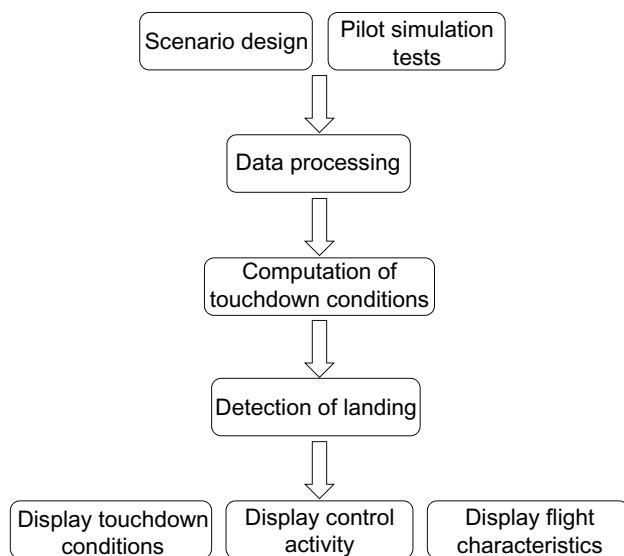 Scenario design
Pilot simulation
tests
Data processing
Computation of
touchdown conditions
Detection of landing
Display touchdown
conditions
Display control
activity
Display flight
characteristics